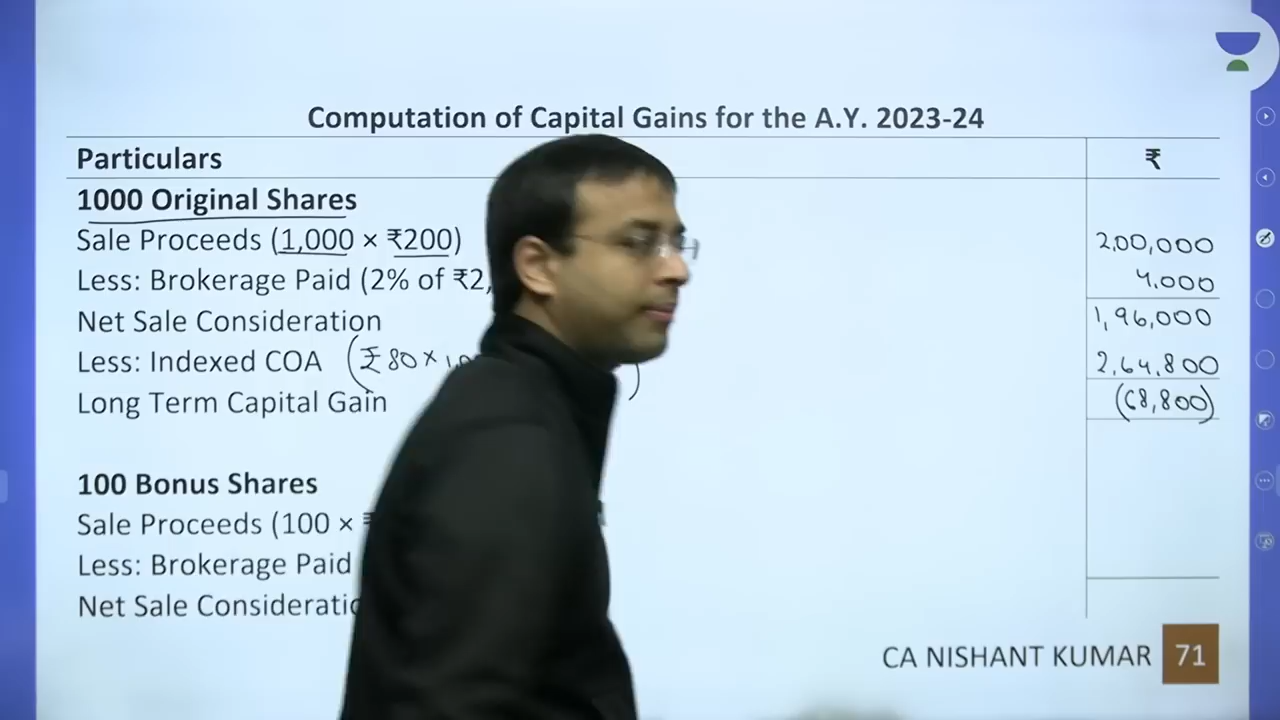 Computation of Capital Gains for the A.Y. 2023-24
Particulars ₹
1000 Original Shares
Sale Proceeds (1,000 × ₹200) 2,00,000
Less: Brokerage Paid (2% of ₹2, 4,000
Net Sale Consideration 1,96,000
Less: Indexed COA (₹80 × ) 2,64,800
Long Term Capital Gain (68,800)
100 Bonus Shares
Sale Proceeds (100 ×
Less: Brokerage Paid
Net Sale
CA NISHANT KUMAR 71